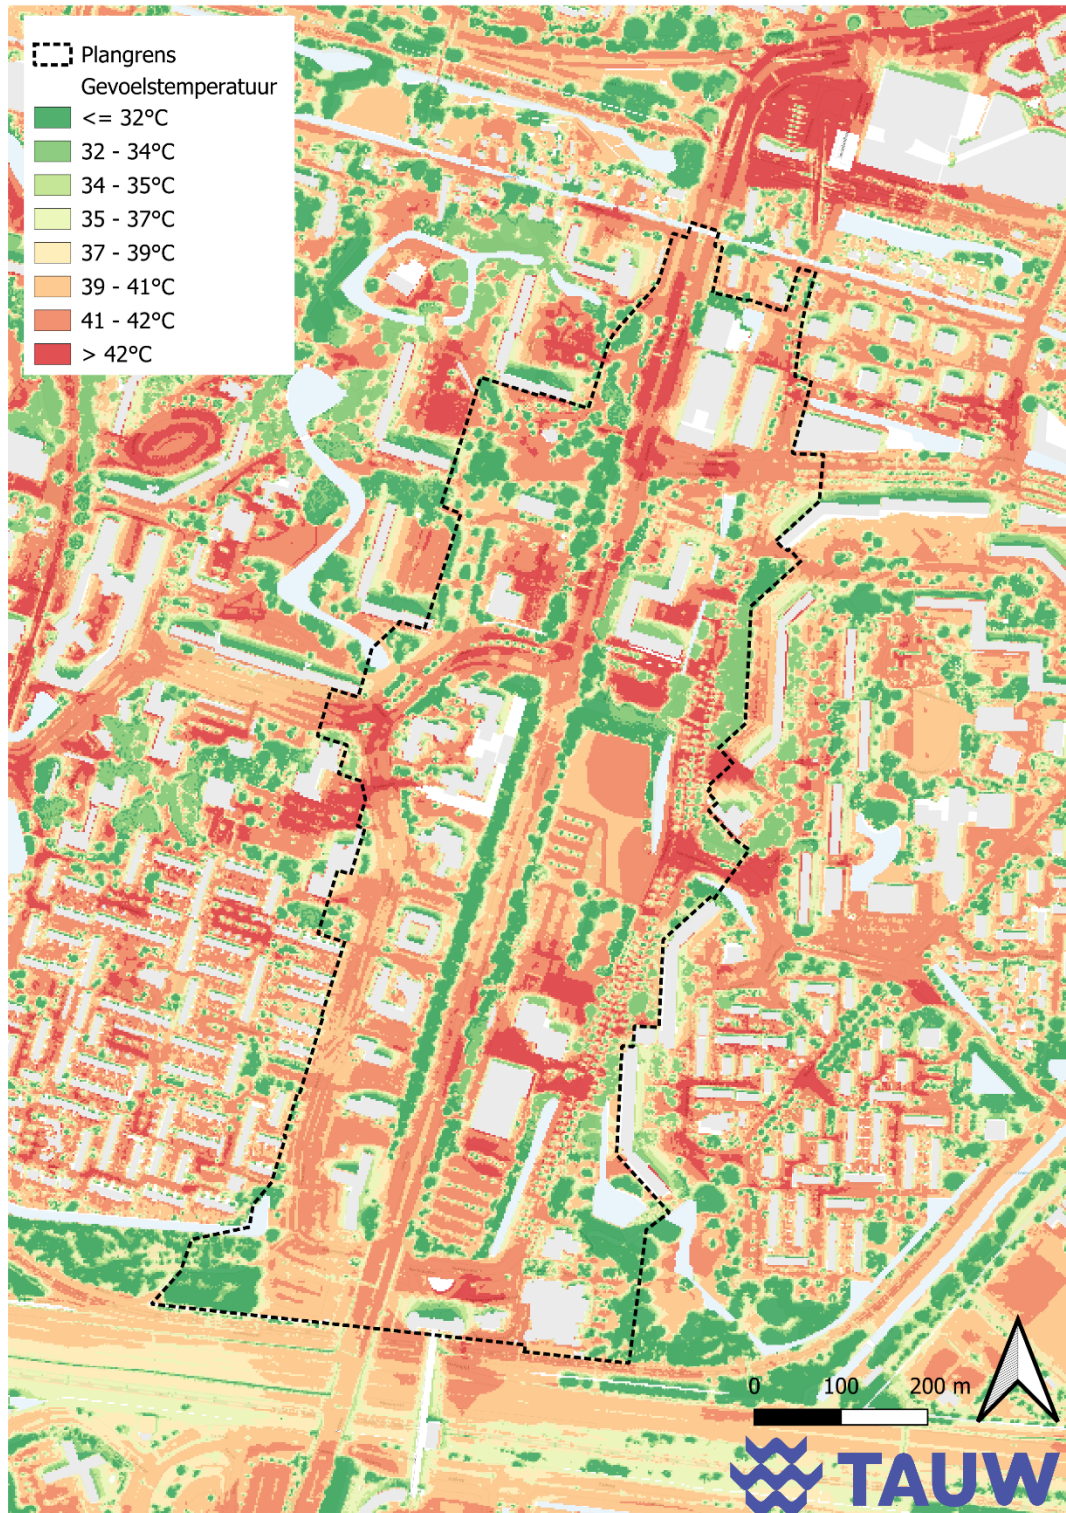 Plangrens
Gevoelstemperatuur
<= 32°C
32 - 34°C
34 - 35°C
35 - 37°C
37 - 39°C
39 - 41°C
41 - 42°C
> 42°C
0 100 200 m
TAUW